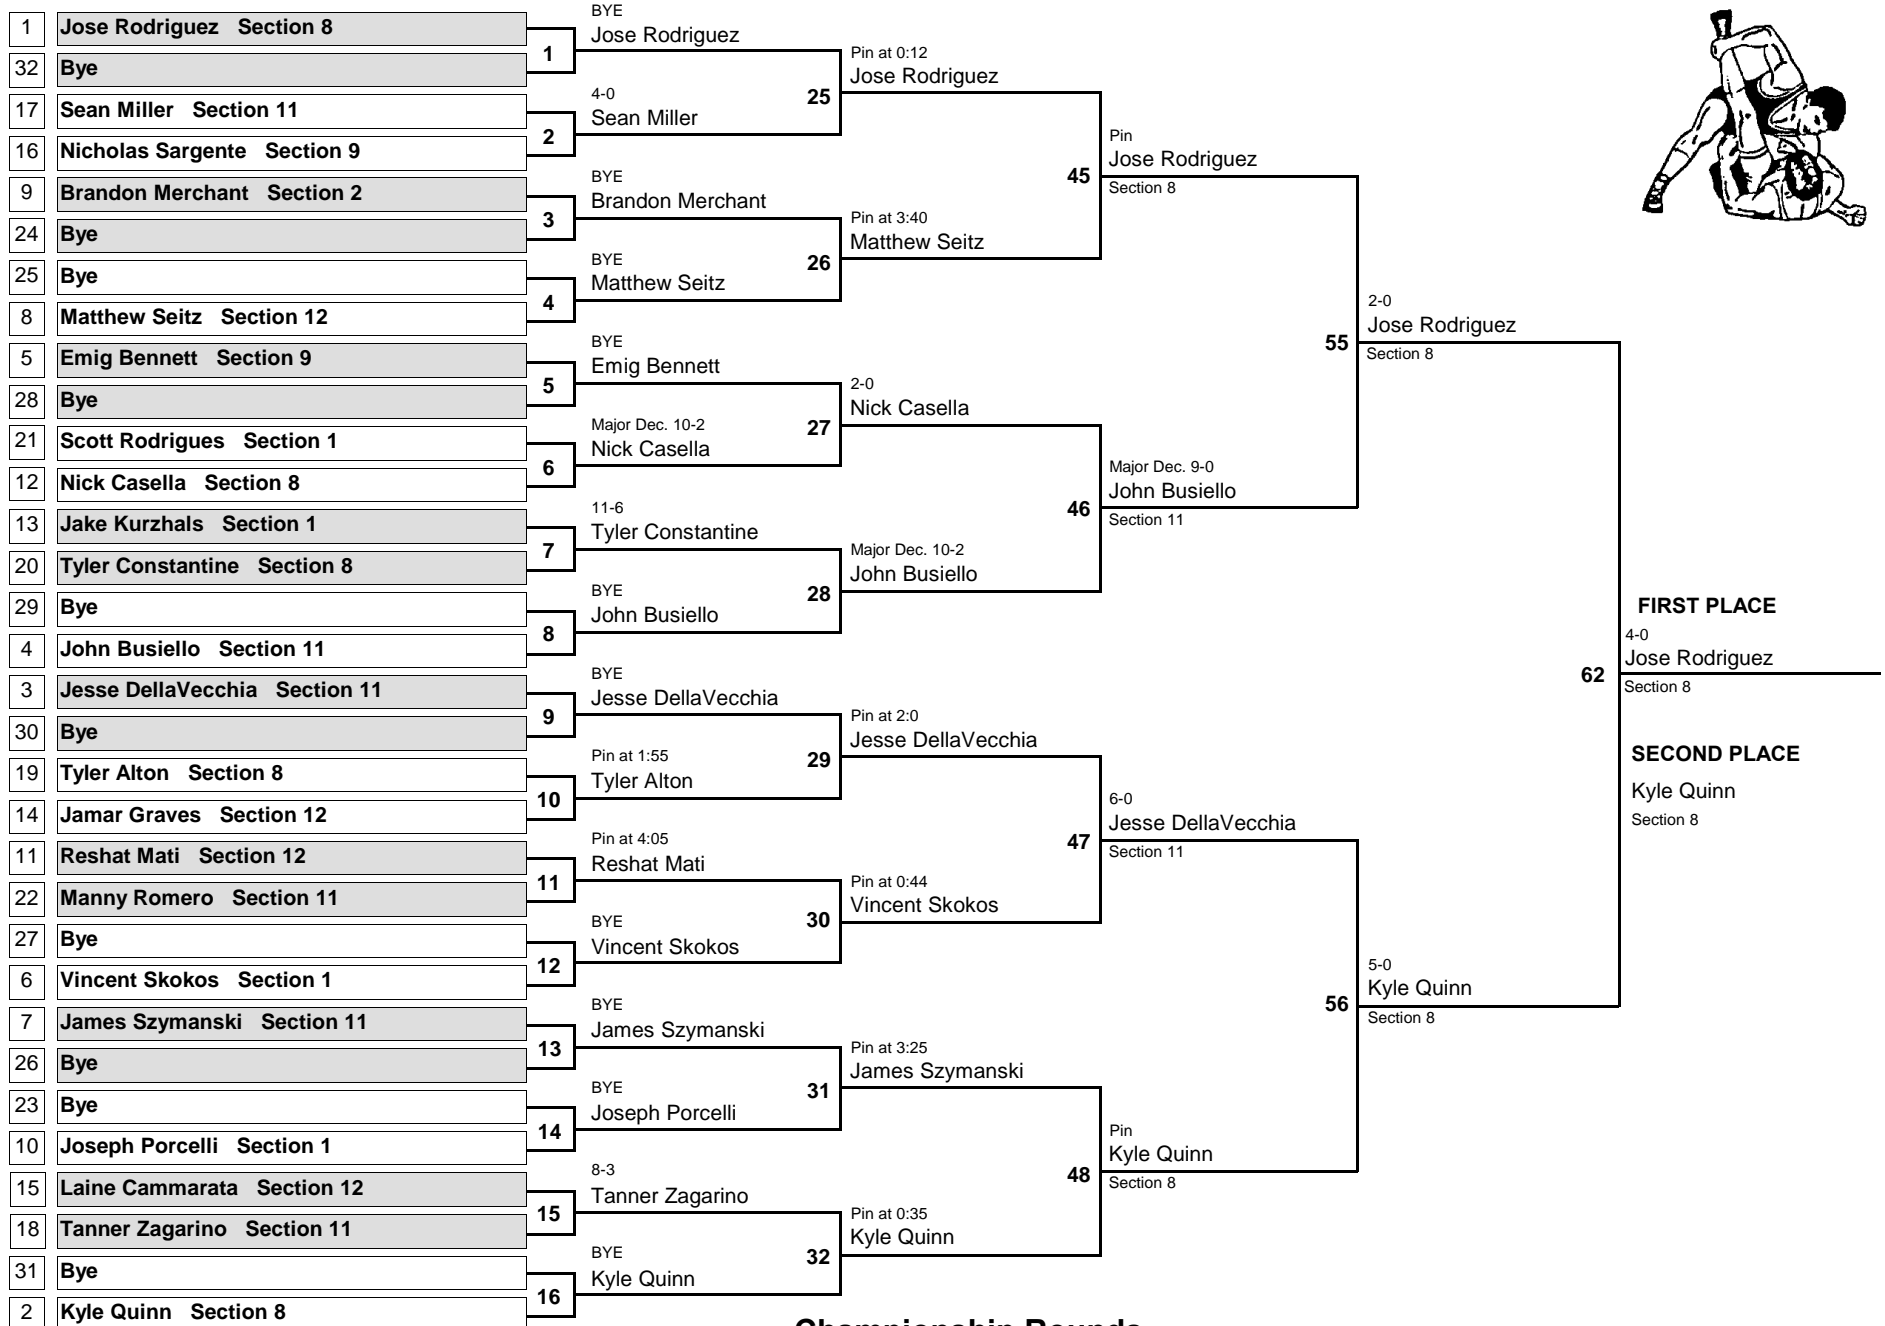 1 Jose Rodriguez Section 8
32 Bye
17 Sean Miller Section 11
16 Nicholas Sargente Section 9
9 Brandon Merchant Section 2
24 Bye
25 Bye
8 Matthew Seitz Section 12
5 Emig Bennett Section 9
28 Bye
21 Scott Rodrigues Section 1
12 Nick Casella Section 8
13 Jake Kurzhals Section 1
20 Tyler Constantine Section 8
29 Bye
4 John Busiello Section 11
3 Jesse DellaVecchia Section 11
30 Bye
19 Tyler Alton Section 8
14 Jamar Graves Section 12
11 Reshat Mati Section 12
22 Manny Romero Section 11
27 Bye
6 Vincent Skokos Section 1
7 James Szymanski Section 11
26 Bye
23 Bye
10 Joseph Porcelli Section 1
15 Laine Cammarata Section 12
18 Tanner Zagarino Section 11
31 Bye
2 Kyle Quinn Section 8
1
2
3
4
5
6
7
8
9
10
11
12
13
14
15
16
BYE
Jose Rodriguez
4-0
Sean Miller
BYE
Brandon Merchant
BYE
Matthew Seitz
BYE
Emig Bennett
Major Dec. 10-2
Nick Casella
11-6
Tyler Constantine
BYE
John Busiello
BYE
Jesse DellaVecchia
Pin at 1:55
Tyler Alton
Pin at 4:05
Reshat Mati
BYE
Vincent Skokos
BYE
James Szymanski
BYE
Joseph Porcelli
8-3
Tanner Zagarino
BYE
Kyle Quinn
25
26
27
28
29
30
31
32
Pin at 0:12
Jose Rodriguez
Pin at 3:40
Matthew Seitz
2-0
Nick Casella
Major Dec. 10-2
John Busiello
Pin at 2:0
Jesse DellaVecchia
Pin at 0:44
Vincent Skokos
Pin at 3:25
James Szymanski
Pin at 0:35
Kyle Quinn
45
46
47
48
Pin
Jose Rodriguez
Section 8
Major Dec. 9-0
John Busiello
Section 11
6-0
Jesse DellaVecchia
Section 11
Pin
Kyle Quinn
Section 8
55
56
2-0
Jose Rodriguez
Section 8
5-0
Kyle Quinn
Section 8
62
FIRST PLACE
4-0
Jose Rodriguez
Section 8
SECOND PLACE
Kyle Quinn
Section 8
Championship Rounds